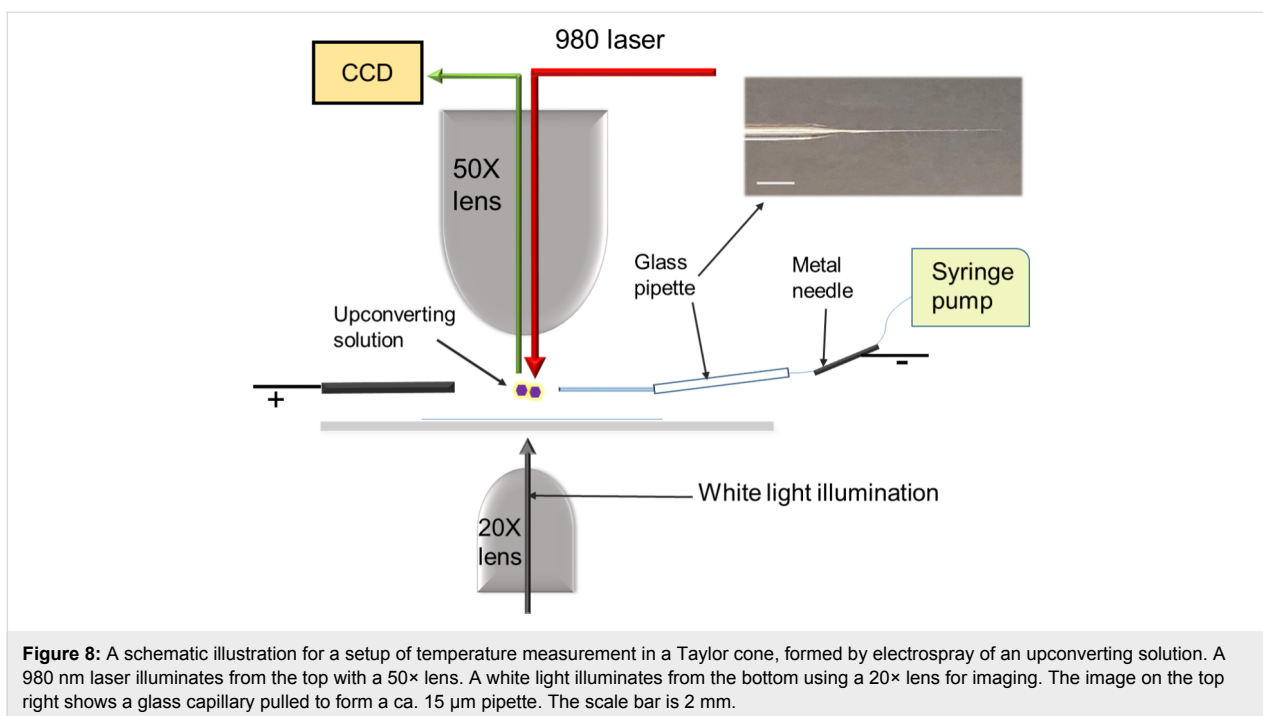 980 laser
CCD
50X
lens
Glass
pipette
Metal
needle
Syringe
pump
Upconverting
solution
+
-
White light illumination
20X
lens
Figure 8: A schematic illustration for a setup of temperature measurement in a Taylor cone, formed by electrospray of an upconverting solution. A
980 nm laser illuminates from the top with a 50× lens. A white light illuminates from the bottom using a 20× lens for imaging. The image on the top
right shows a glass capillary pulled to form a ca. 15 µm pipette. The scale bar is 2 mm.